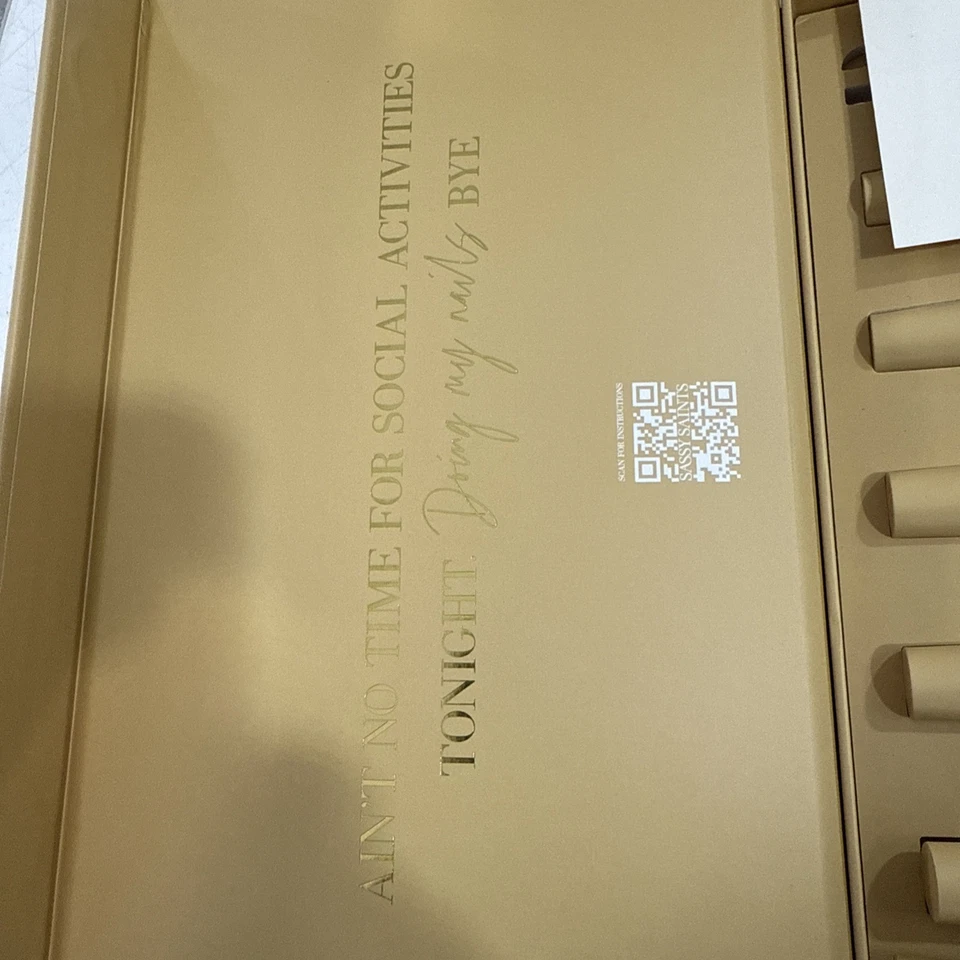 AIN'T NO TIME FOR SOCIAL ACTIVITIES
TONIGHT. Doing my nails BYE
SCAN FOR INSTRUCTIONS
SASSY SAINTS